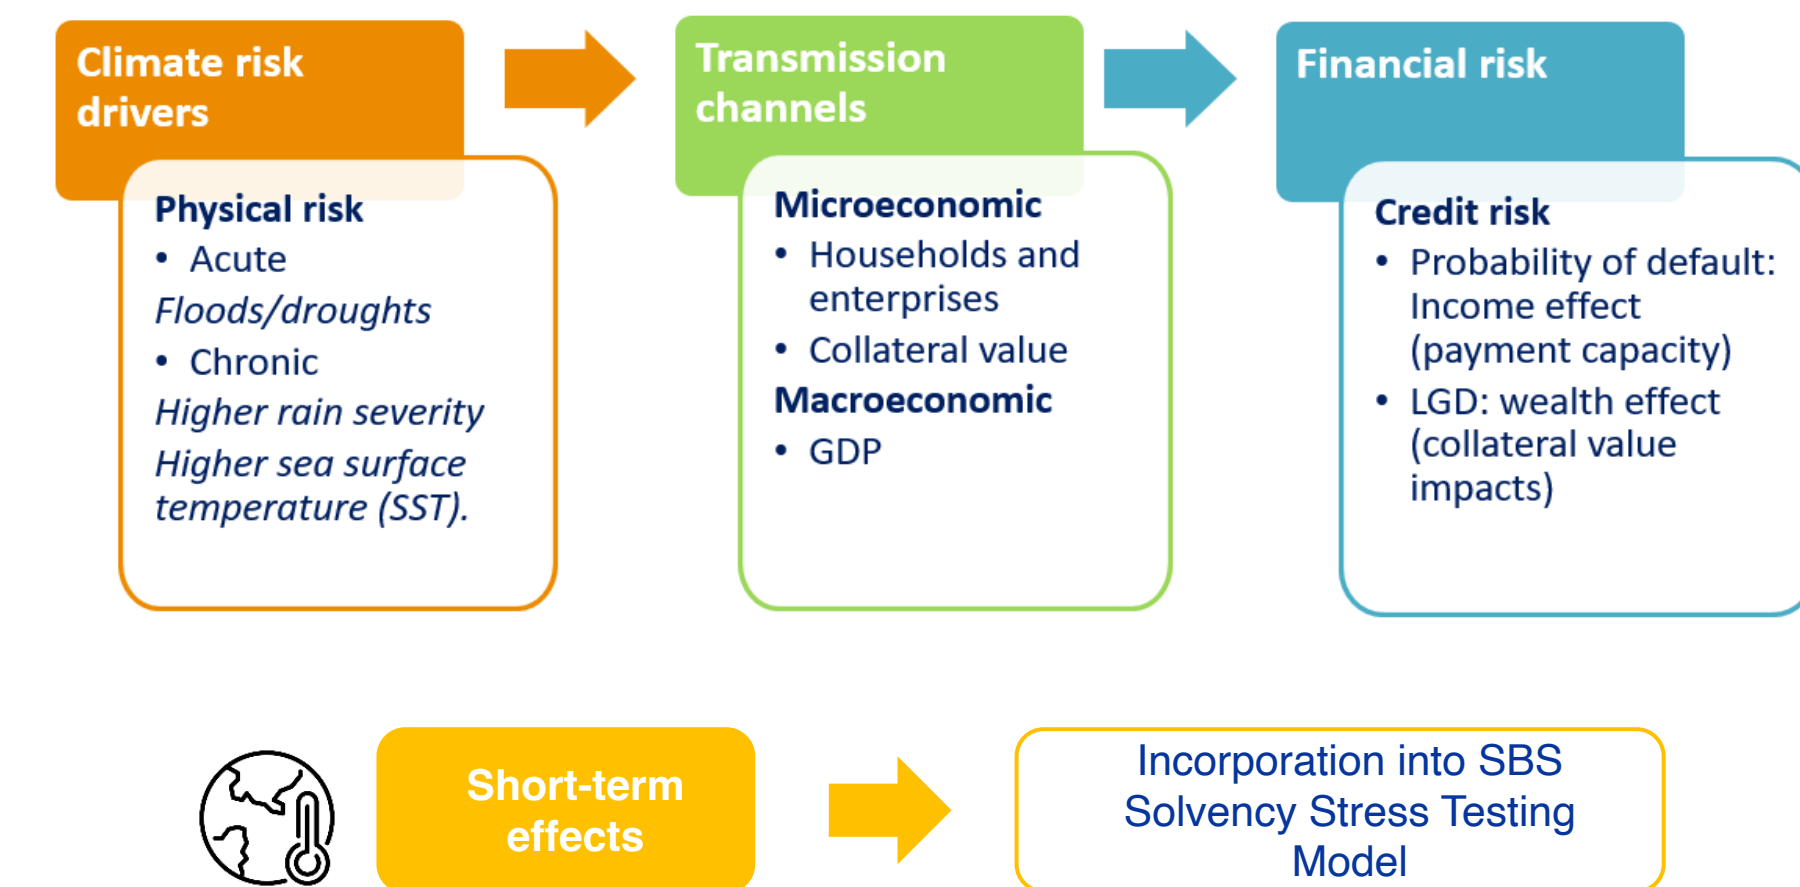 Climate risk
drivers
Physical risk
• Acute
Floods/droughts
• Chronic
Higher rain severity
Higher sea surface
temperature (SST).
Transmission
channels
Microeconomic
• Households and
enterprises
• Collateral value
Macroeconomic
• GDP
Financial risk
Credit risk
• Probability of default:
Income effect
(payment capacity)
• LGD: wealth effect
(collateral value
impacts)
Short-term
effects
Incorporation into SBS
Solvency Stress Testing
Model